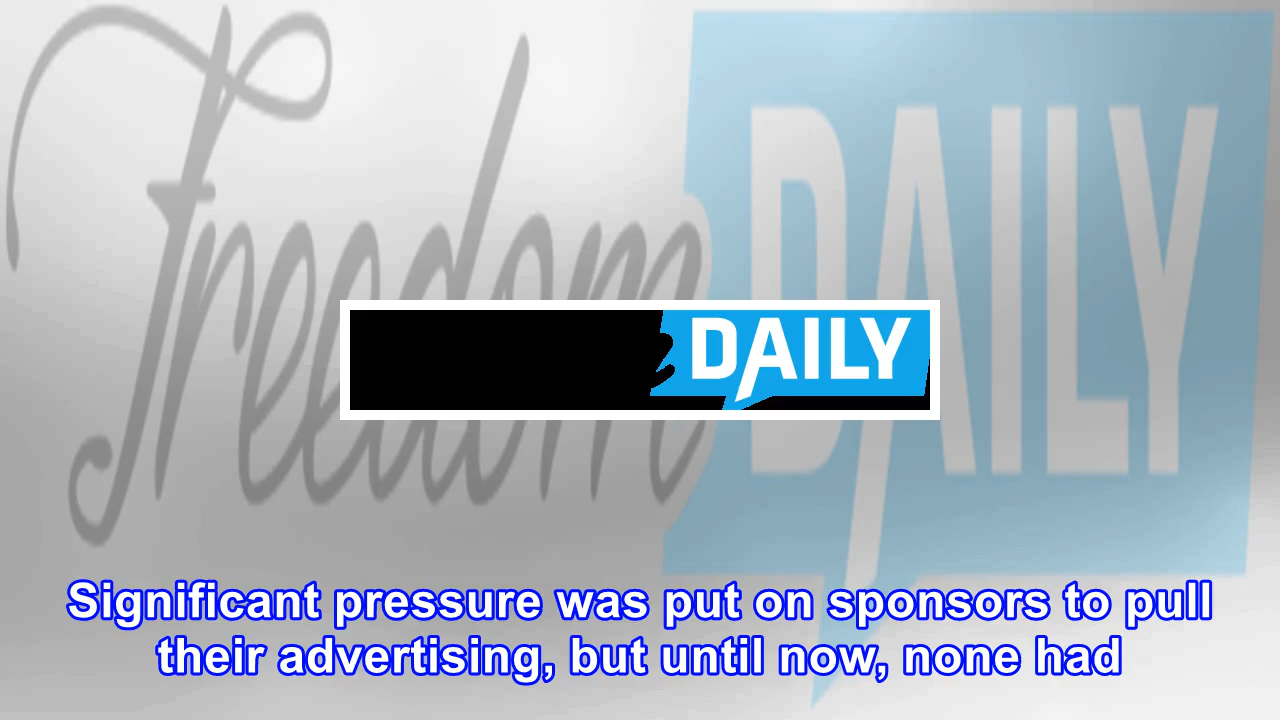 Freedom DAILY
DAILY
Significant pressure was put on sponsors to pull
their advertising, but until now, none had